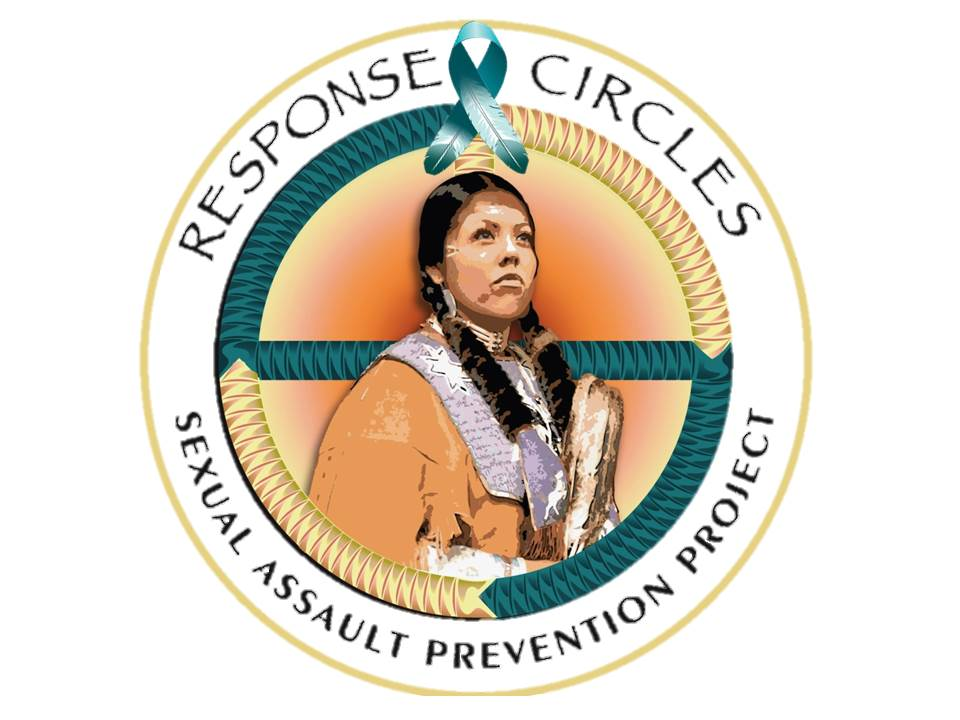 RESPONSE CIRCLES
SEXUAL ASSAULT PREVENTION PROJECT